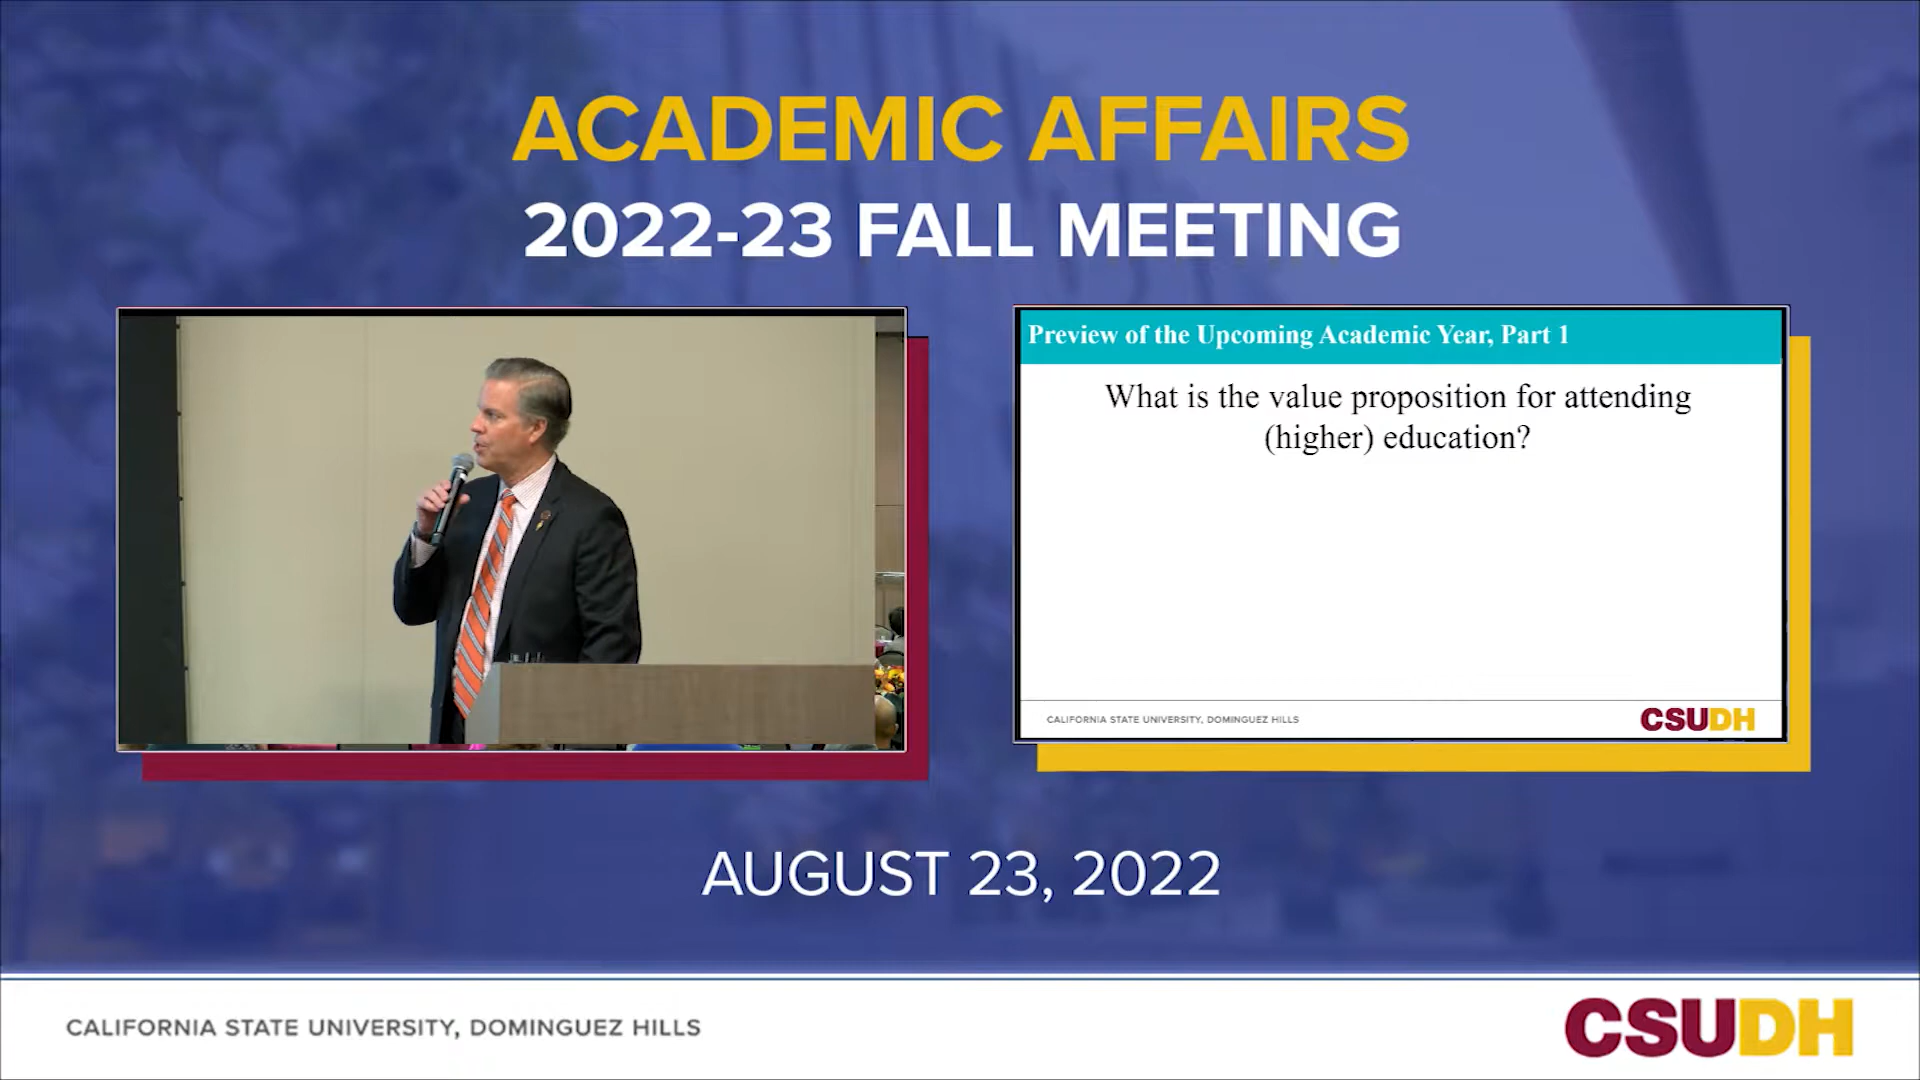 ACADEMIC AFFAIRS
2022-23 FALL MEETING
Preview of the Upcoming Academic Year, Part 1
What is the value proposition for attending
(higher) education?
CALIFORNIA STATE UNIVERSITY, DOMINGUEZ HILLS
CSUDH
AUGUST 23, 2022
CALIFORNIA STATE UNIVERSITY, DOMINGUEZ HILLS
CSUDH